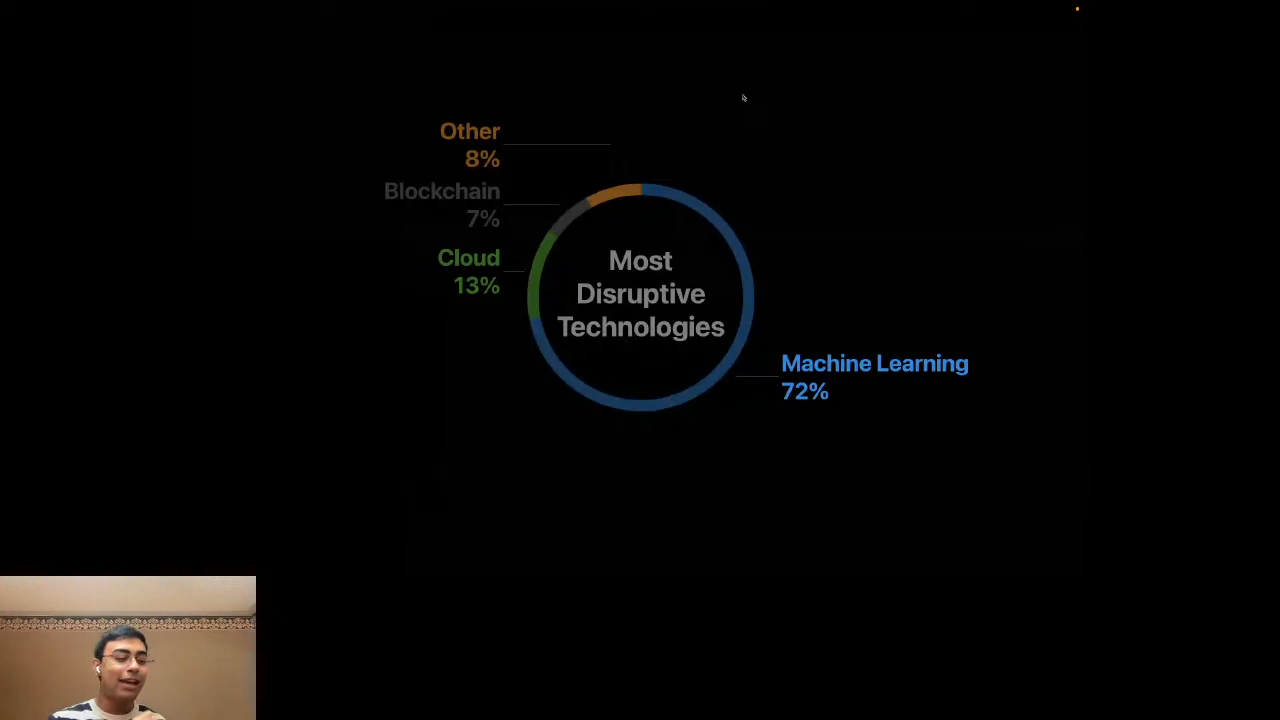 Other
8%
Blockchain
7%
Cloud
13%
Most
Disruptive
Technologies
Machine Learning
72%